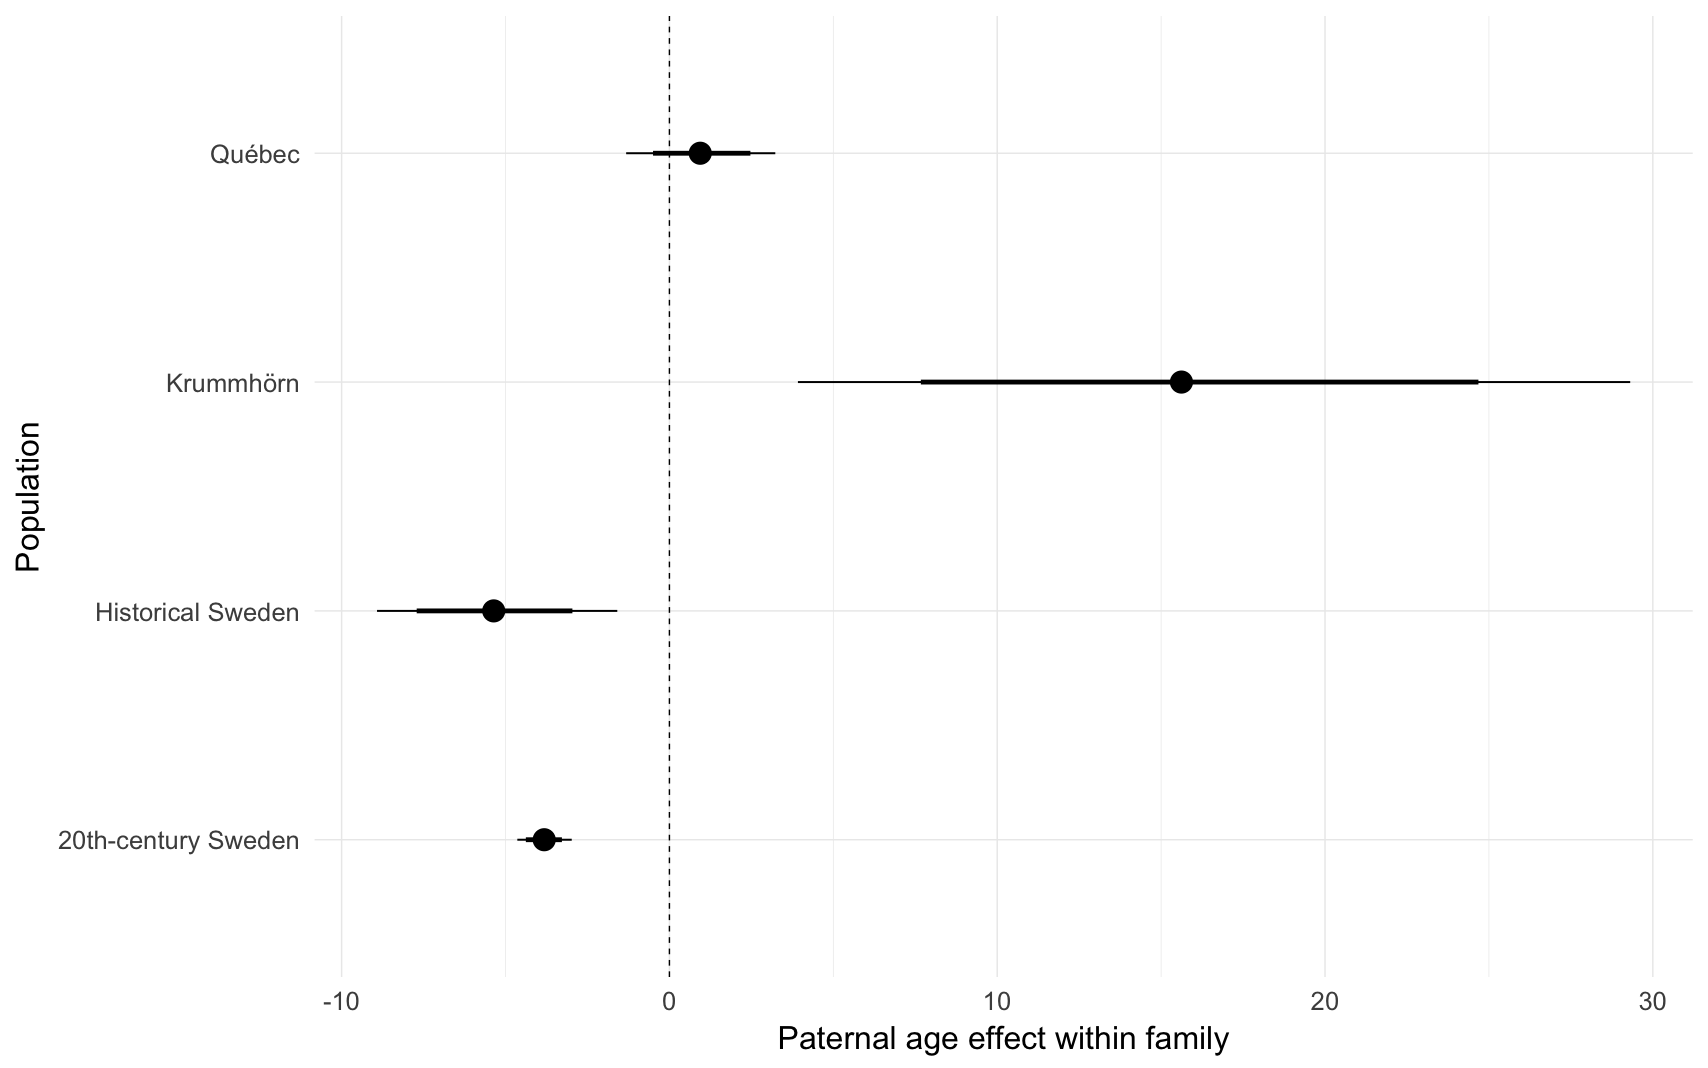 Québec
Krummhörn
Historical Sweden
20th-century Sweden
Population
-10 0 10 20 30
Paternal age effect within family